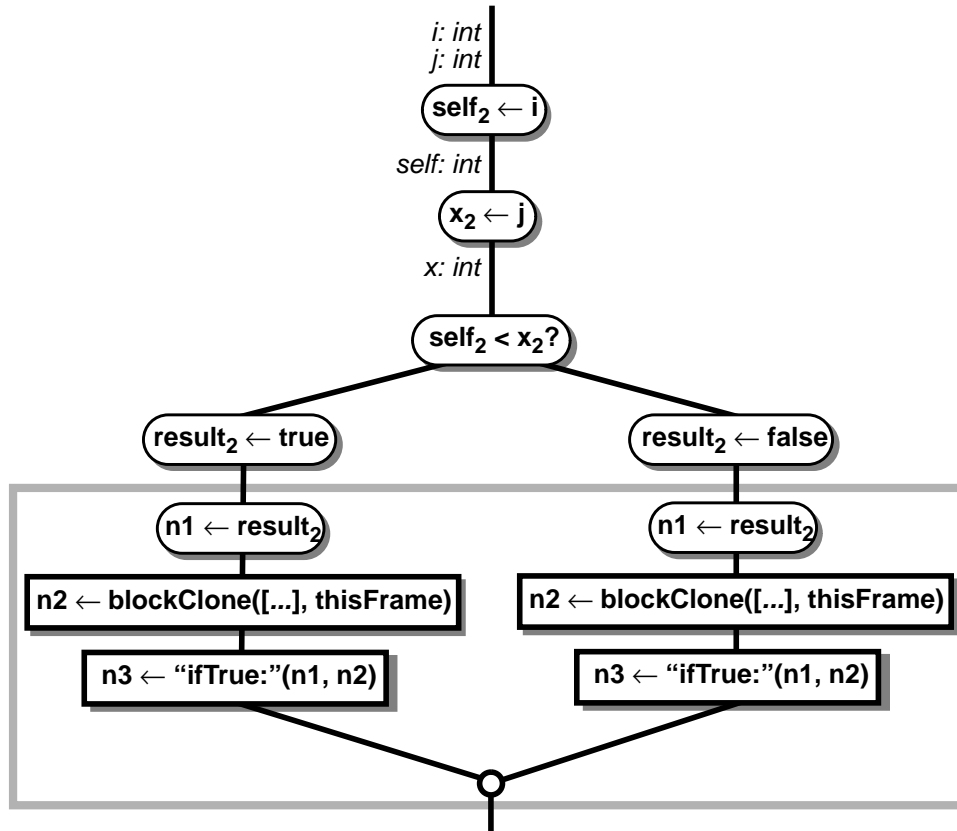 i: int
j: int
self₂ ← i
self: int
x₂ ← j
x: int
self₂ < x₂?
result₂ ← true
result₂ ← false
n1 ← result₂
n1 ← result₂
n2 ← blockClone([...], thisFrame)
n2 ← blockClone([...], thisFrame)
n3 ← “ifTrue:”(n1, n2)
n3 ← “ifTrue:”(n1, n2)